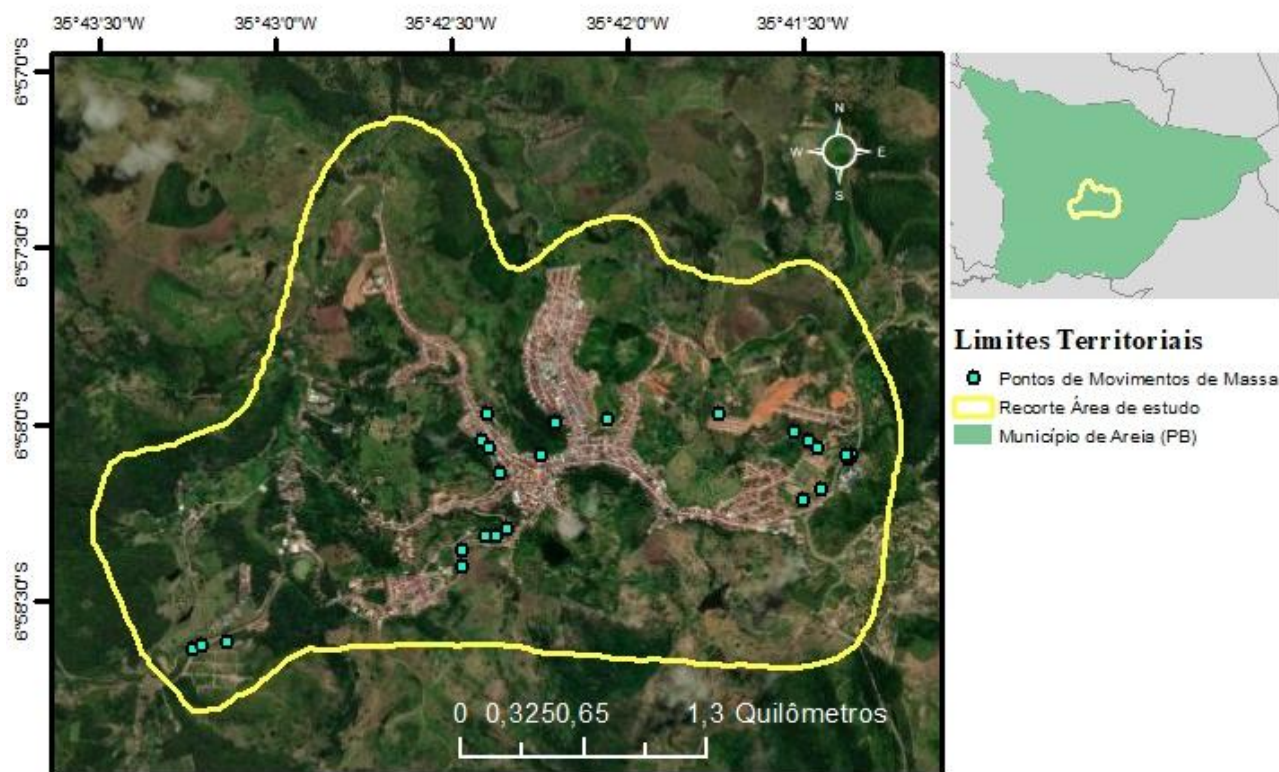 35°43'30"W 35°43'0"W 35°42'30"W 35°42'0"W 35°41'30"W
6°57'0"S
6°57'30"S
6°58'0"S
6°58'30"S
N
W E
S
Limites Territoriais
Pontos de Movimentos de Massa
Recorte Área de estudo
Município de Areia (PB)
0 0,3250,65 1,3 Quilômetros